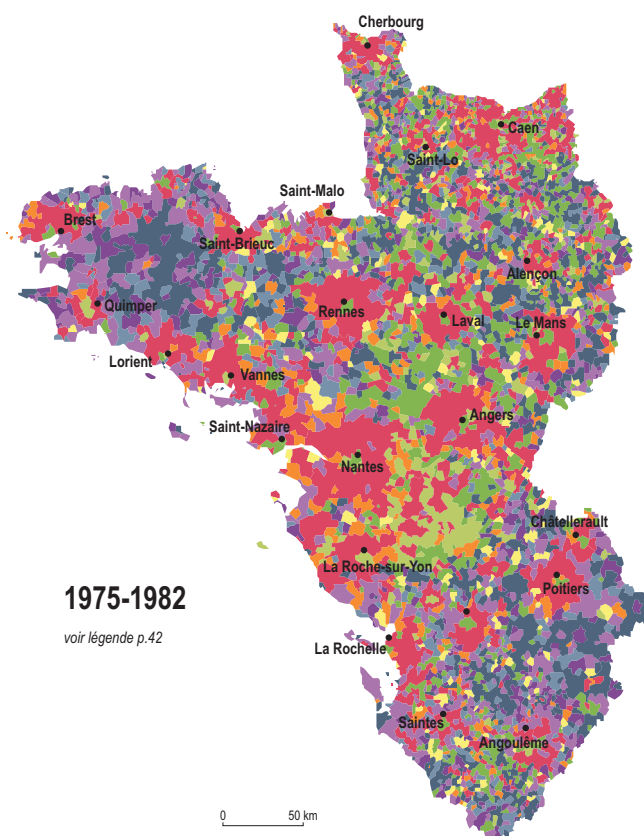 Cherbourg
Caen
Saint-Lo
Saint-Malo
Brest
Saint-Brieuc
Alençon
Quimper
Rennes
Laval
Le Mans
Lorient
Vannes
Angers
Saint-Nazaire
Nantes
Châtellerault
La Roche-sur-Yon
Poitiers
1975-1982
voir légende p.42
La Rochelle
Saintes
Angoulême
0 50 km